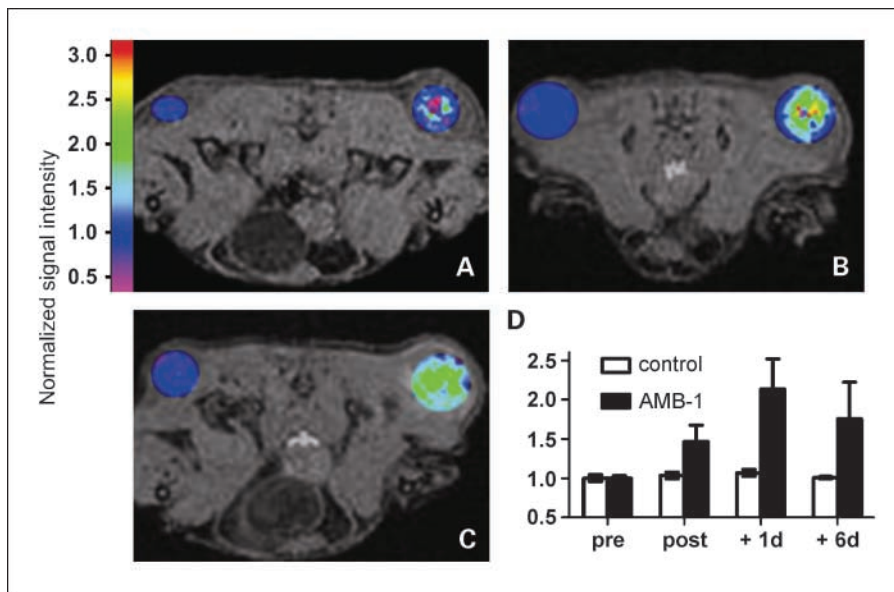 Normalized signal intensity
3.0
2.5
2.0
1.5
1.0
0.5
A
B
C
D
2.5
2.0
1.5
1.0
0.5
control
AMB-1
pre post + 1d + 6d